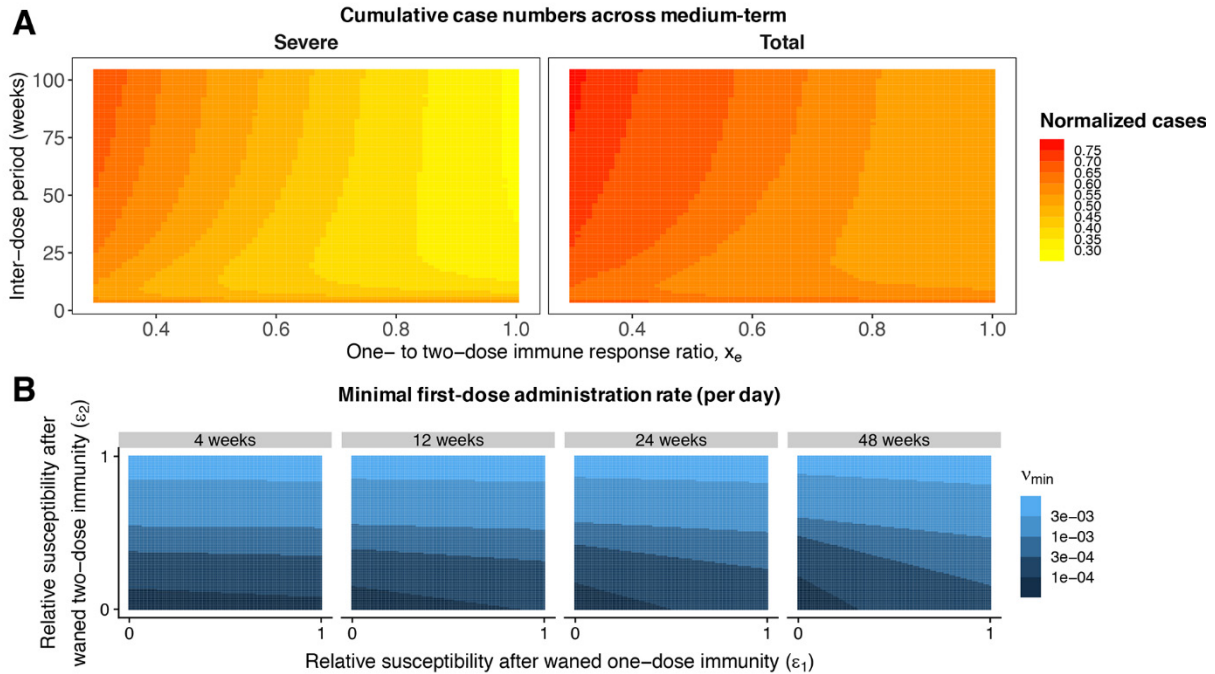 A
Cumulative case numbers across medium-term
Severe
Total
Inter-dose period (weeks)
100
75
50
25
0
0.4
0.6
0.8
1.0
0.4
0.6
0.8
1.0
One- to two-dose immune response ratio, xₑ
Normalized cases
0.75
0.70
0.65
0.60
0.55
0.50
0.45
0.40
0.35
0.30
B
Minimal first-dose administration rate (per day)
Relative susceptibility after
waned two-dose immunity (ε₂)
4 weeks
12 weeks
24 weeks
48 weeks
1
0
0
1
0
1
0
1
0
1
Relative susceptibility after waned one-dose immunity (ε₁)
νmin
3e−03
1e−03
3e−04
1e−04